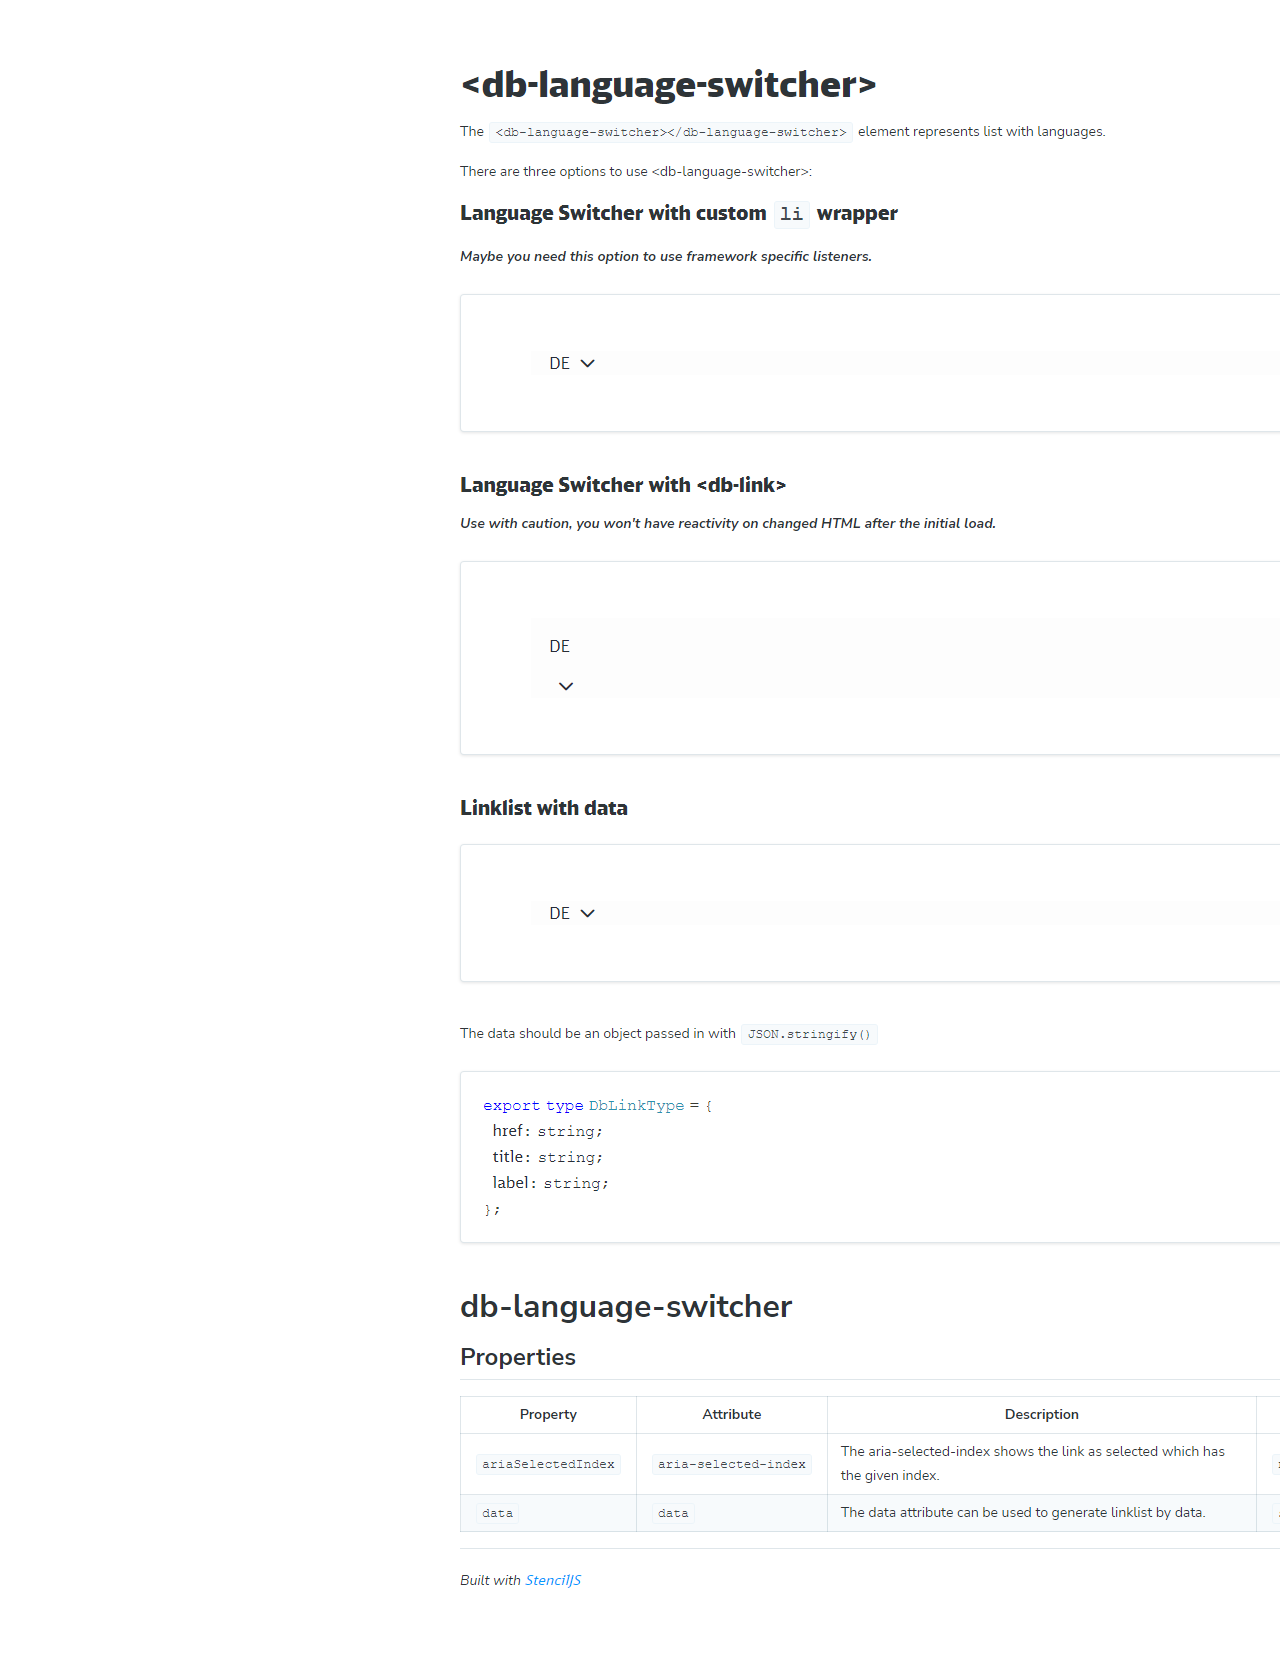 <db-language-switcher>
The <db-language-switcher></db-language-switcher> element represents list with languages.
There are three options to use <db-language-switcher>:
Language Switcher with custom li wrapper
Maybe you need this option to use framework specific listeners.
DE
Language Switcher with <db-link>
Use with caution, you won't have reactivity on changed HTML after the initial load.
DE
Linklist with data
DE
The data should be an object passed in with JSON.stringify()
export type DbLinkType = {
href: string;
title: string;
label: string;
};
db-language-switcher
Properties
Property Attribute Description
ariaSelectedIndex aria-selected-index The aria-selected-index shows the link as selected which has
the given index.
data data The data attribute can be used to generate linklist by data.
Built with StencilJS